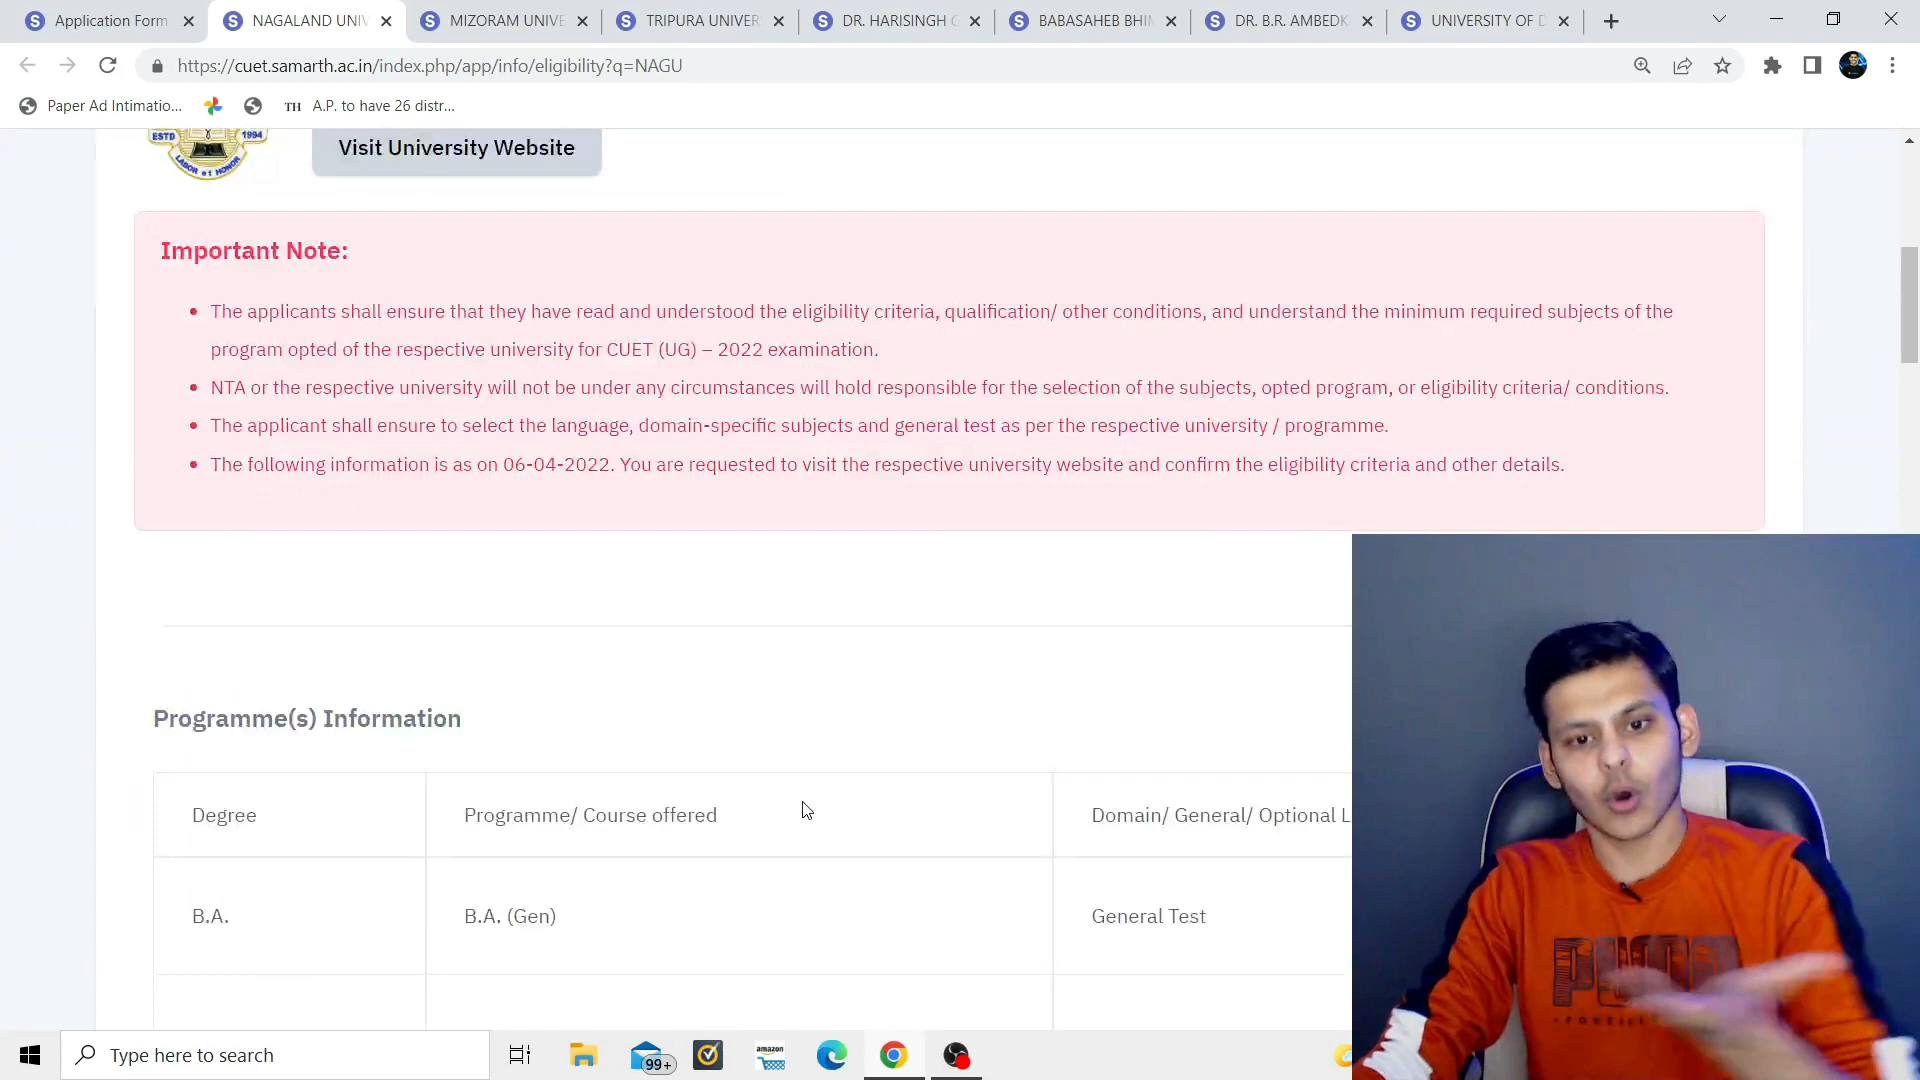 Application Form
NAGALAND UNIV
MIZORAM UNIVE
TRIPURA UNIVER
DR. HARISINGH G
BABASAHEB BHIM
DR. B.R. AMBEDKA
UNIVERSITY OF D
https://cuet.samarth.ac.in/index.php/app/info/eligibility?q=NAGU
Paper Ad Intimatio...
TH A.P. to have 26 distr...
ESTD 1994
LABOR et HONOR
Visit University Website
Important Note:
The applicants shall ensure that they have read and understood the eligibility criteria, qualification/ other conditions, and understand the minimum required subjects of the
program opted of the respective university for CUET (UG) – 2022 examination.
NTA or the respective university will not be under any circumstances will hold responsible for the selection of the subjects, opted program, or eligibility criteria/ conditions.
The applicant shall ensure to select the language, domain-specific subjects and general test as per the respective university / programme.
The following information is as on 06-04-2022. You are requested to visit the respective university website and confirm the eligibility criteria and other details.
Programme(s) Information
Degree
Programme/ Course offered
Domain/ General/ Optional L
B.A.
B.A. (Gen)
General Test
PUMA
Type here to search
99+
amazon